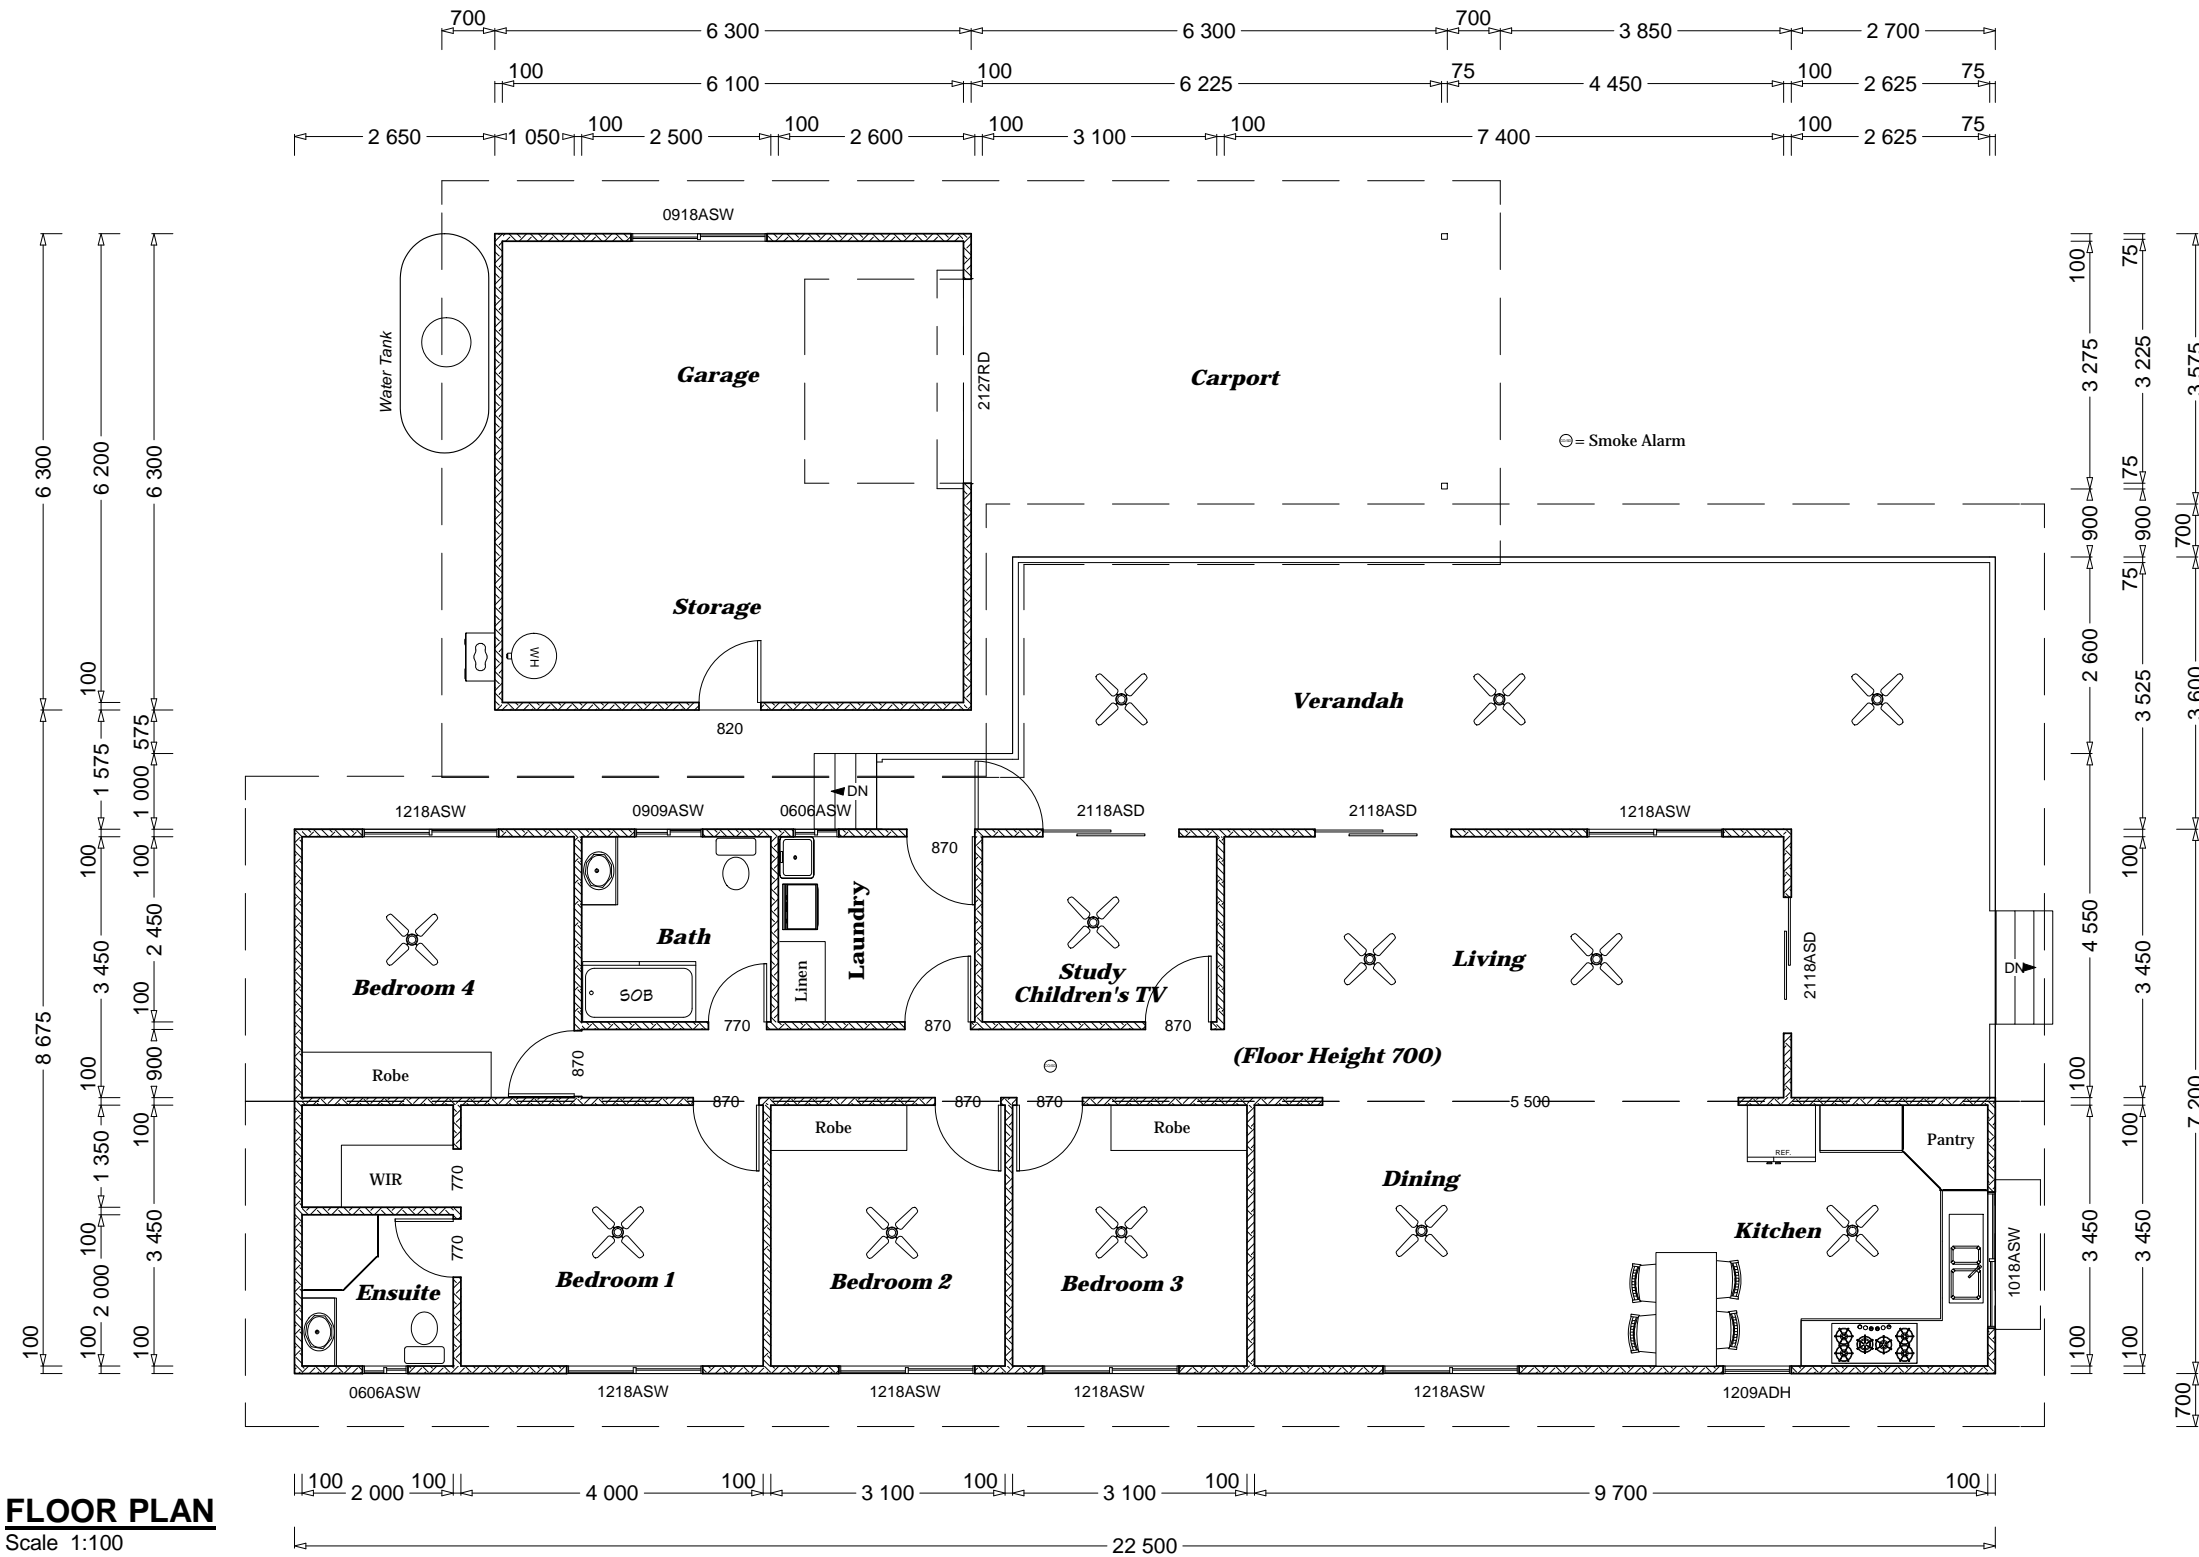 700 6 300 6 300 700 3 850 2 700
100 6 100 100 6 225 75 4 450 100 2 625 75
2 650 1 050 100 2 500 100 2 600 100 3 100 100 7 400 100 2 625 75
0918ASW
Water Tank
Garage
2127RD
Carport
= Smoke Alarm
Storage
WH
820
Verandah
DN
1218ASW
0909ASW
0606ASW
2118ASD
2118ASD
1218ASW
870
Bedroom 4
Robe
870
Bath
SOB
770
Laundry
Linen
870
Study
Children's TV
870
Living
2118ASD
DN
(Floor Height 700)
870
870
870
5 500
WIR
770
770
Ensuite
Bedroom 1
Robe
Bedroom 2
Robe
Bedroom 3
Dining
Kitchen
REF.
Pantry
1018ASW
0606ASW
1218ASW
1218ASW
1218ASW
1218ASW
1209ADH
6 300
8 675
100
6 200
100
1 575
100
3 450
100
1 350
100
2 000
100
6 300
575
1 000
100
2 450
100
900
100
3 450
100
100
3 275
900
2 600
4 550
100
3 450
100
75
3 225
75
900
75
3 525
100
3 450
100
3 450
100
3 575
700
3 600
7 200
700
100 2 000 100 4 000 100 3 100 100 3 100 100 9 700 100
22 500
FLOOR PLAN
Scale 1:100